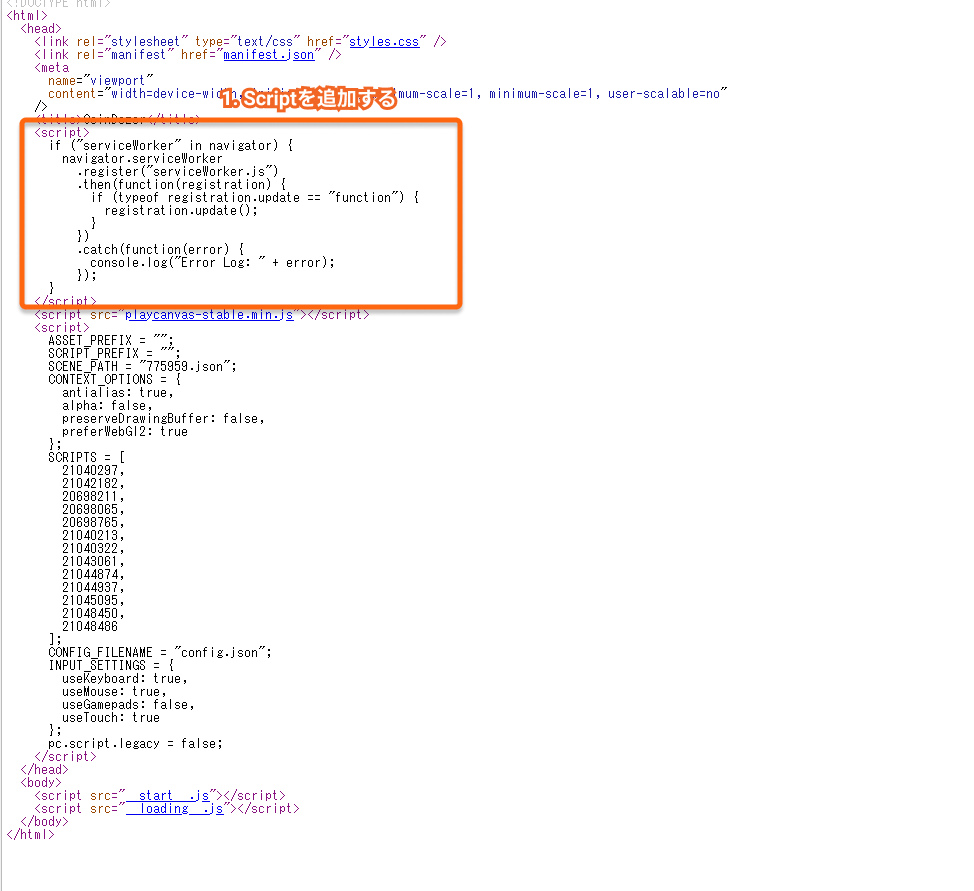 <!DOCTYPE html>
<html>
<head>
<link rel="stylesheet" type="text/css" href="styles.css" />
<link rel="manifest" href="manifest.json" />
<meta
name="viewport"
content="width=device-width, mum-scale=1, minimum-scale=1, user-scalable=no"
1. Scriptを追加する
/>
<title>CoinDozer</title>
<script>
if ("serviceWorker" in navigator) {
navigator.serviceWorker
.register("serviceWorker.js")
.then(function(registration) {
if (typeof registration.update == "function") {
registration.update();
}
})
.catch(function(error) {
console.log("Error Log: " + error);
});
}
</script>
<script src="playcanvas-stable.min.js"></script>
<script>
ASSET_PREFIX = "";
SCRIPT_PREFIX = "";
SCENE_PATH = "775959.json";
CONTEXT_OPTIONS = {
antialias: true,
alpha: false,
preserveDrawingBuffer: false,
preferWebGl2: true
};
SCRIPTS = [
21040297,
21042182,
20698211,
20698065,
20698765,
21040213,
21040322,
21043061,
21044874,
21044937,
21045095,
21048450,
21048486
];
CONFIG_FILENAME = "config.json";
INPUT_SETTINGS = {
useKeyboard: true,
useMouse: true,
useGamepads: false,
useTouch: true
};
pc.script.legacy = false;
</script>
</head>
<body>
<script src="__start__.js"></script>
<script src="__loading__.js"></script>
</body>
</html>